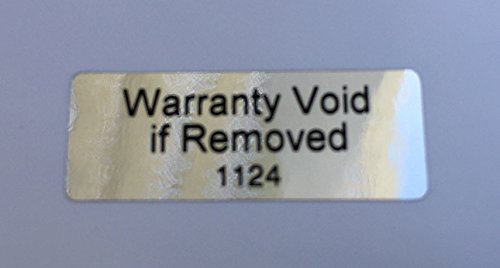 Warranty Void
if Removed
1124